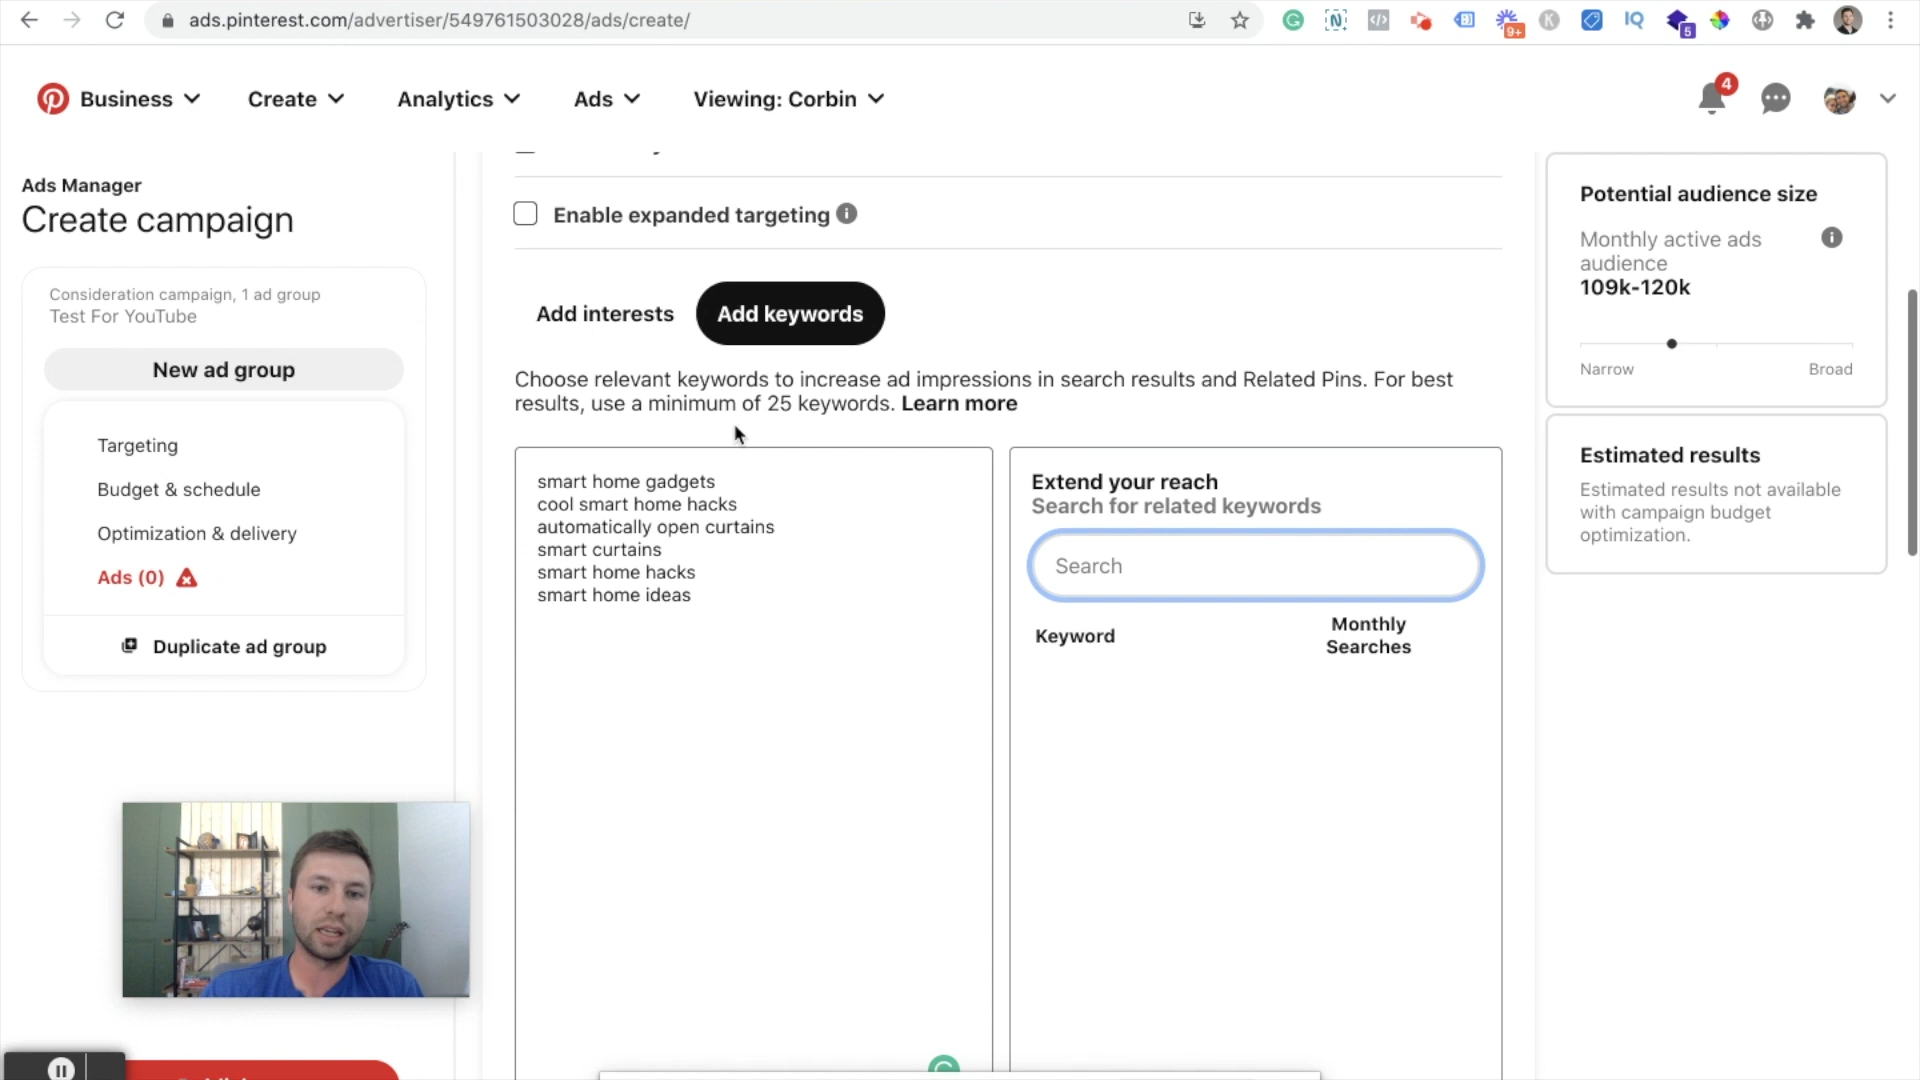 ads.pinterest.com/advertiser/549761503028/ads/create/
9+
K
IQ
5
Business
Create
Analytics
Ads
Viewing: Corbin
4
Ads Manager
Create campaign
Consideration campaign, 1 ad group
Test For YouTube
New ad group
Targeting
Budget & schedule
Optimization & delivery
Ads (0)
Duplicate ad group
Enable expanded targeting
Add interests
Add keywords
Choose relevant keywords to increase ad impressions in search results and Related Pins. For best
results, use a minimum of 25 keywords. Learn more
smart home gadgets
cool smart home hacks
automatically open curtains
smart curtains
smart home hacks
smart home ideas
Extend your reach
Search for related keywords
Search
Keyword
Monthly
Searches
Potential audience size
Monthly active ads
audience
109k-120k
Narrow
Broad
Estimated results
Estimated results not available
with campaign budget
optimization.